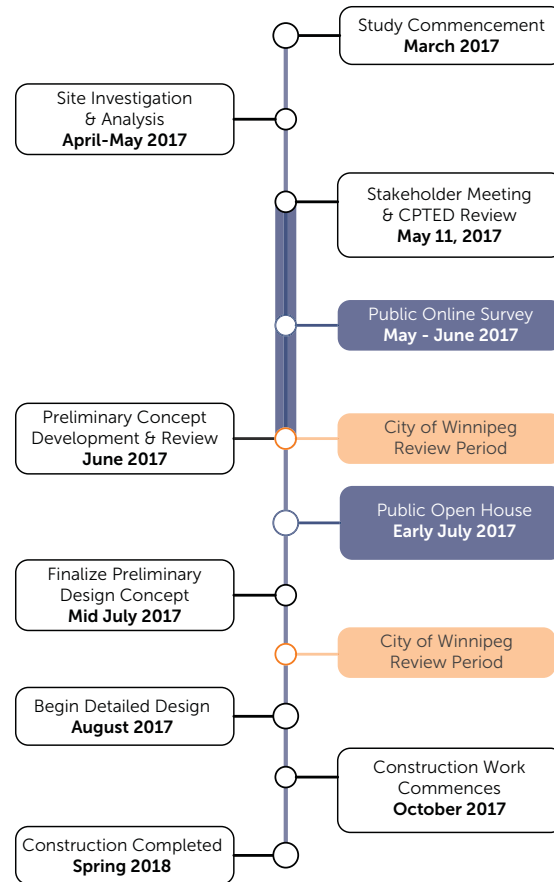 Study Commencement
March 2017
Site Investigation
& Analysis
April-May 2017
Stakeholder Meeting
& CPTED Review
May 11, 2017
Public Online Survey
May - June 2017
Preliminary Concept
Development & Review
June 2017
City of Winnipeg
Review Period
Public Open House
Early July 2017
Finalize Preliminary
Design Concept
Mid July 2017
City of Winnipeg
Review Period
Begin Detailed Design
August 2017
Construction Work
Commences
October 2017
Construction Completed
Spring 2018